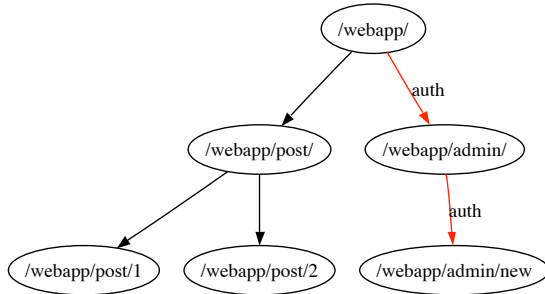 /webapp/
auth
/webapp/post/
/webapp/admin/
auth
/webapp/post/1
/webapp/post/2
/webapp/admin/new